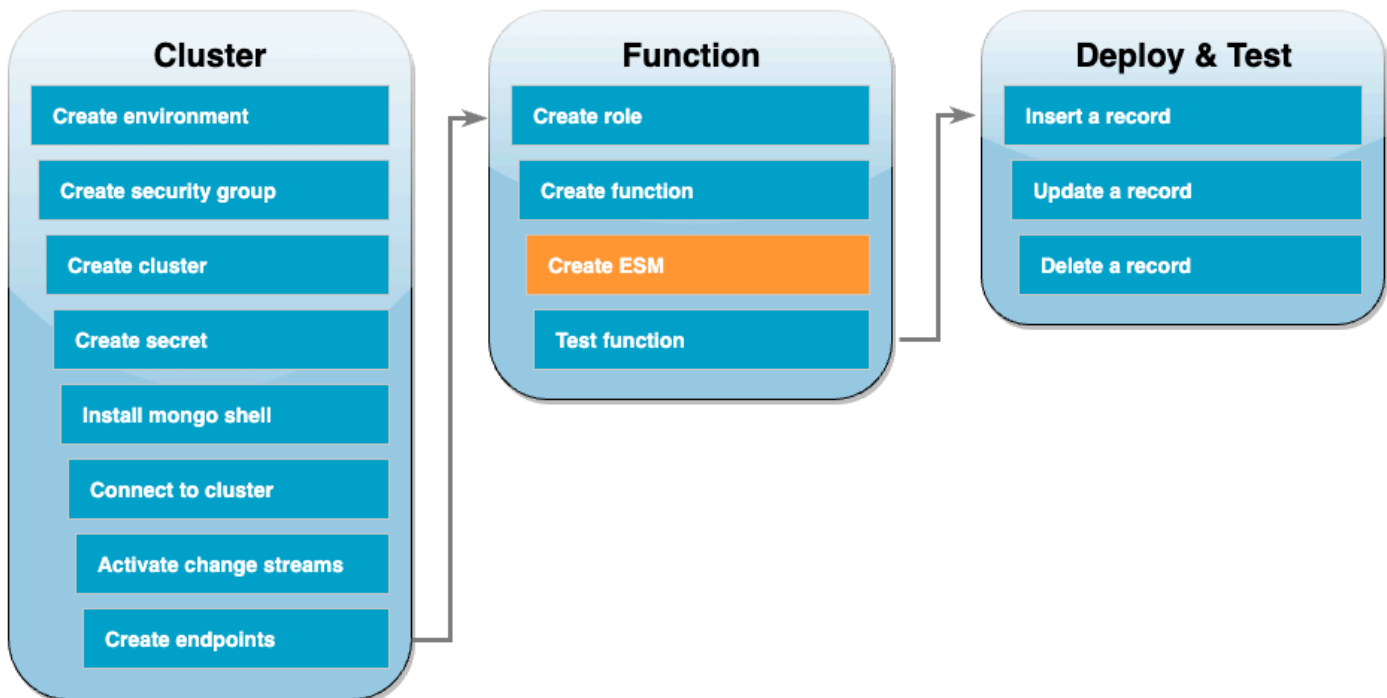 Cluster
Create environment
Create security group
Create cluster
Create secret
Install mongo shell
Connect to cluster
Activate change streams
Create endpoints
Function
Create role
Create function
Create ESM
Test function
Deploy & Test
Insert a record
Update a record
Delete a record